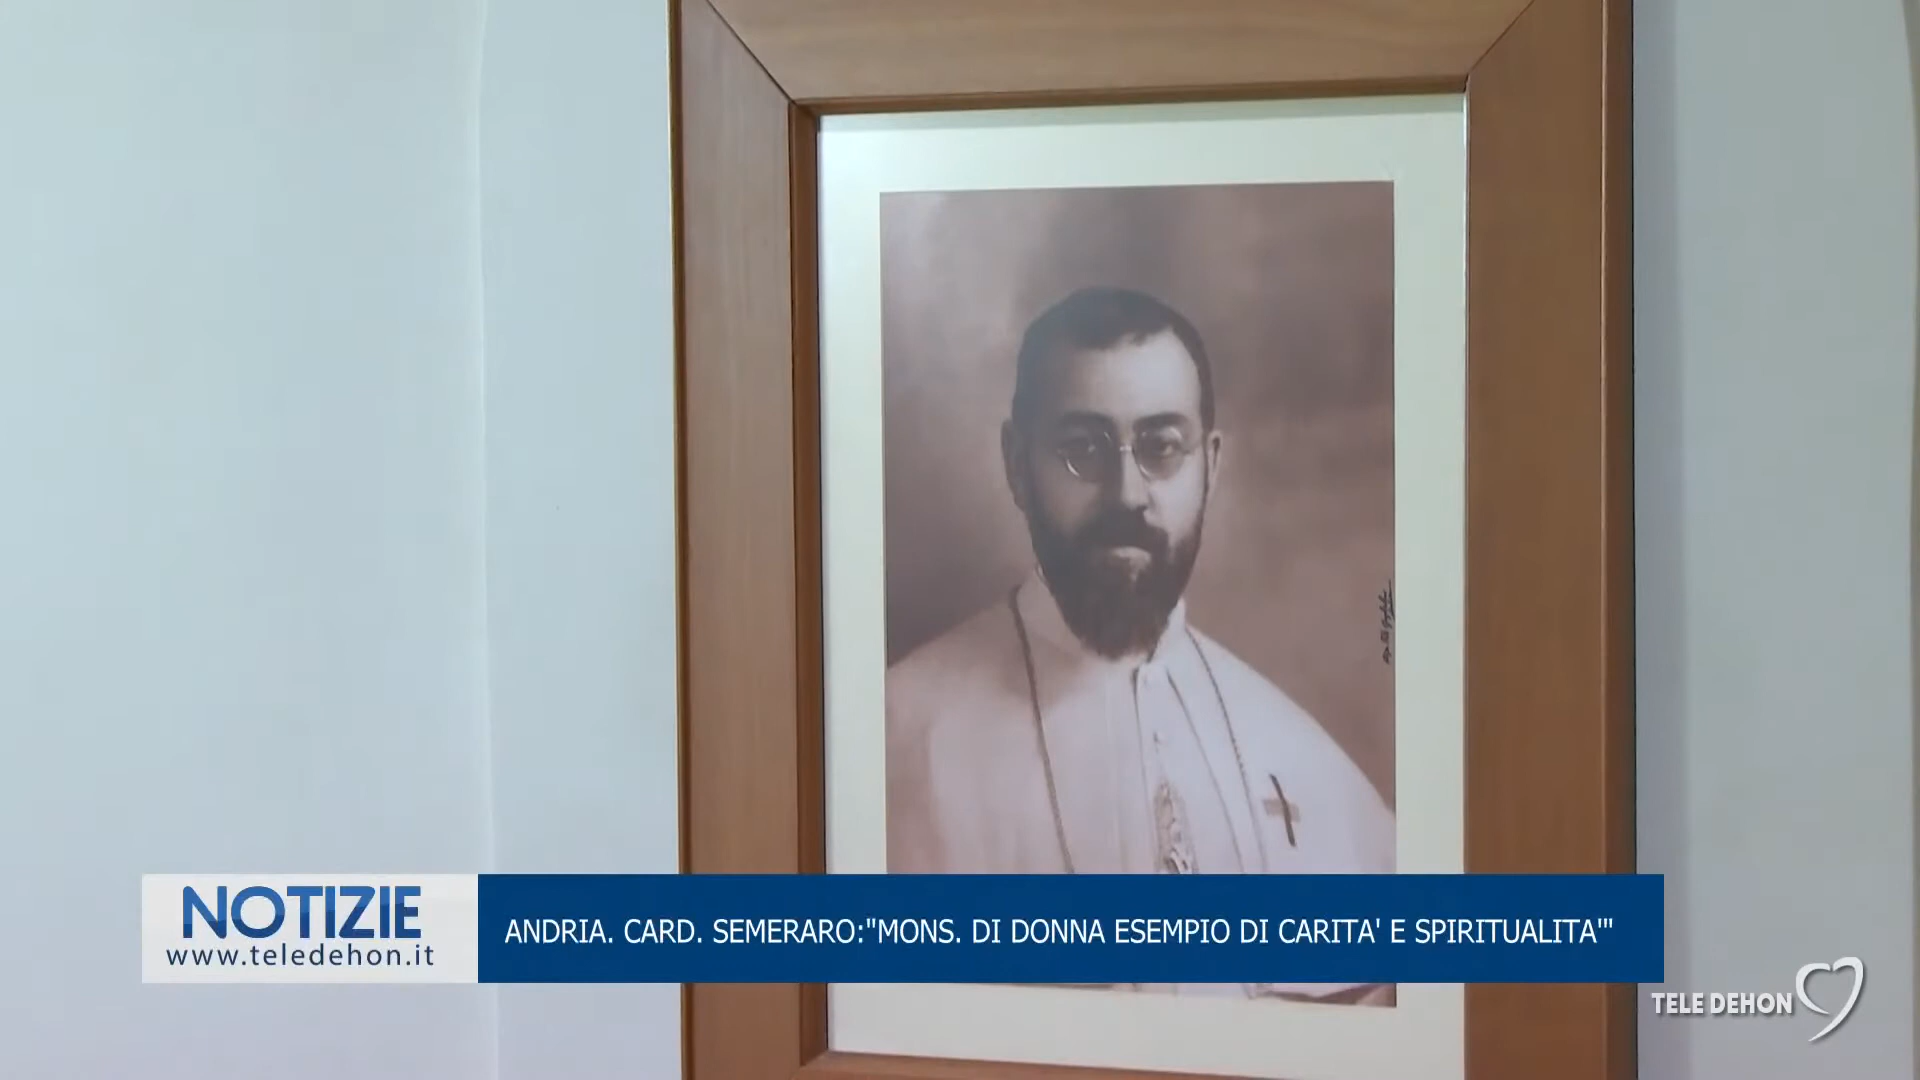 NOTIZIE
www.teledehon.it
ANDRIA. CARD. SEMERARO:"MONS. DI DONNA ESEMPIO DI CARITA' E SPIRITUALITA'"
TELE DEHON